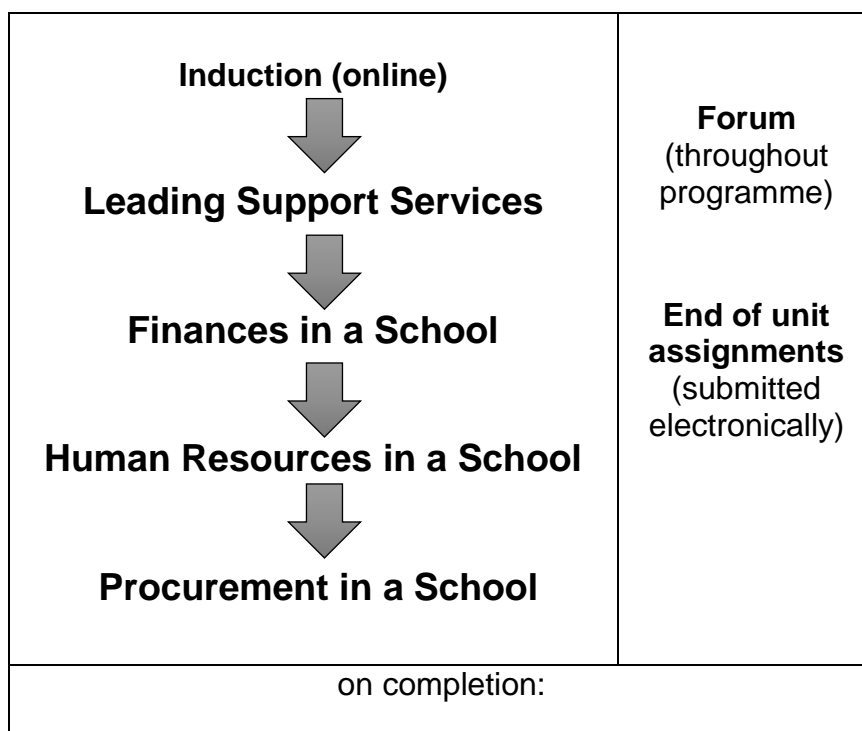 Induction (online)
Leading Support Services
Finances in a School
Human Resources in a School
Procurement in a School
Forum
(throughout
programme)
End of unit
assignments
(submitted
electronically)
on completion: